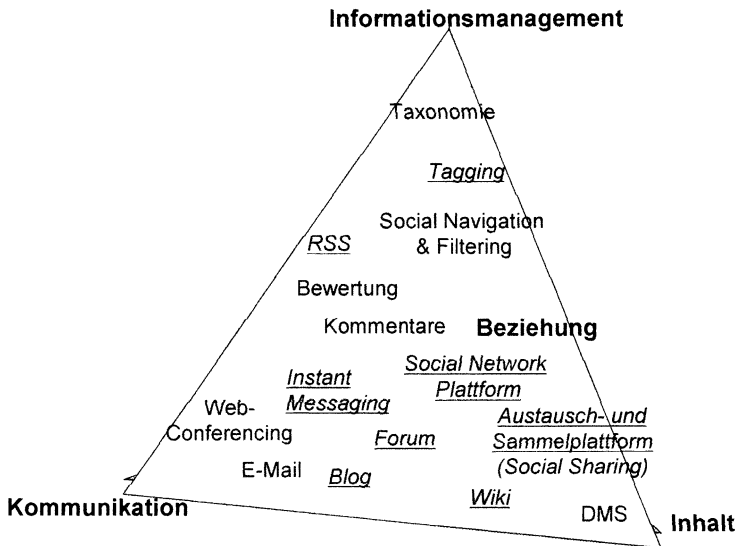 Informationsmanagement
Taxonomie
Tagging
Social Navigation
& Filtering
RSS
Bewertung
Kommentare
Beziehung
Social Network
Plattform
Instant
Messaging
Web-
Conferencing
Austausch- und
Sammelplattform
(Social Sharing)
Forum
E-Mail
Blog
Wiki
DMS
Kommunikation
Inhalt